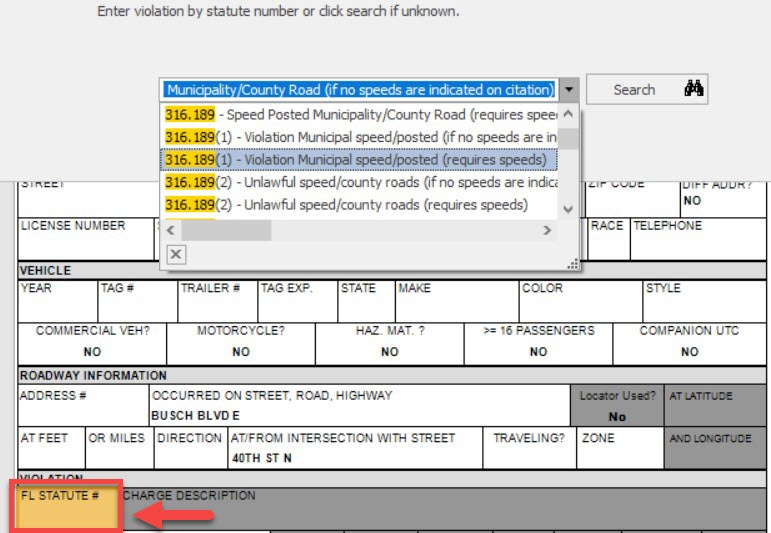 Enter violation by statute number or click search if unknown.
Municipality/County Road (if no speeds are indicated on citation)
Search
316.189 - Speed Posted Municipality/County Road (requires spee
316.189(1) - Violation Municipal speed/posted (if no speeds are in
316.189(1) - Violation Municipal speed/posted (requires speeds)
316.189(2) - Unlawful speed/county roads (if no speeds are indica
316.189(2) - Unlawful speed/county roads (requires speeds)
STREET ZIP CODE DIFF ADDR?
NO
LICENSE NUMBER RACE TELEPHONE
VEHICLE
YEAR TAG # TRAILER # TAG EXP. STATE MAKE COLOR STYLE
COMMERCIAL VEH? MOTORCYCLE? HAZ. MAT. ? >= 16 PASSENGERS COMPANION UTC
NO NO NO NO NO
ROADWAY INFORMATION
ADDRESS # OCCURRED ON STREET, ROAD, HIGHWAY Locator Used? AT LATITUDE
BUSCH BLVD E No
AT FEET OR MILES DIRECTION AT/FROM INTERSECTION WITH STREET TRAVELING? ZONE AND LONGITUDE
40TH ST N
VIOLATION
FL STATUTE # CHARGE DESCRIPTION